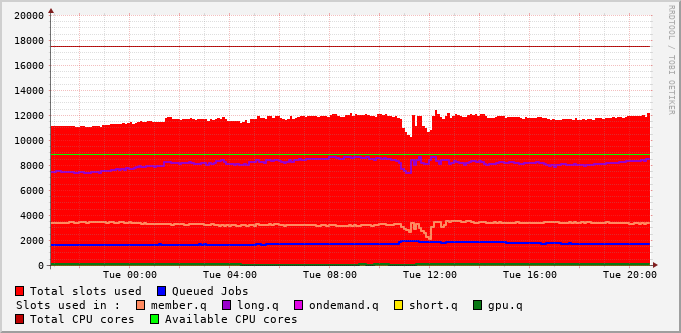 20000
18000
16000
14000
12000
10000
8000
6000
4000
2000
0
Tue 00:00 Tue 04:00 Tue 08:00 Tue 12:00 Tue 16:00 Tue 20:00
RRDTOOL / TOBI OETIKER
Total slots used Queued Jobs
Slots used in : member.q long.q ondemand.q short.q gpu.q
Total CPU cores Available CPU cores